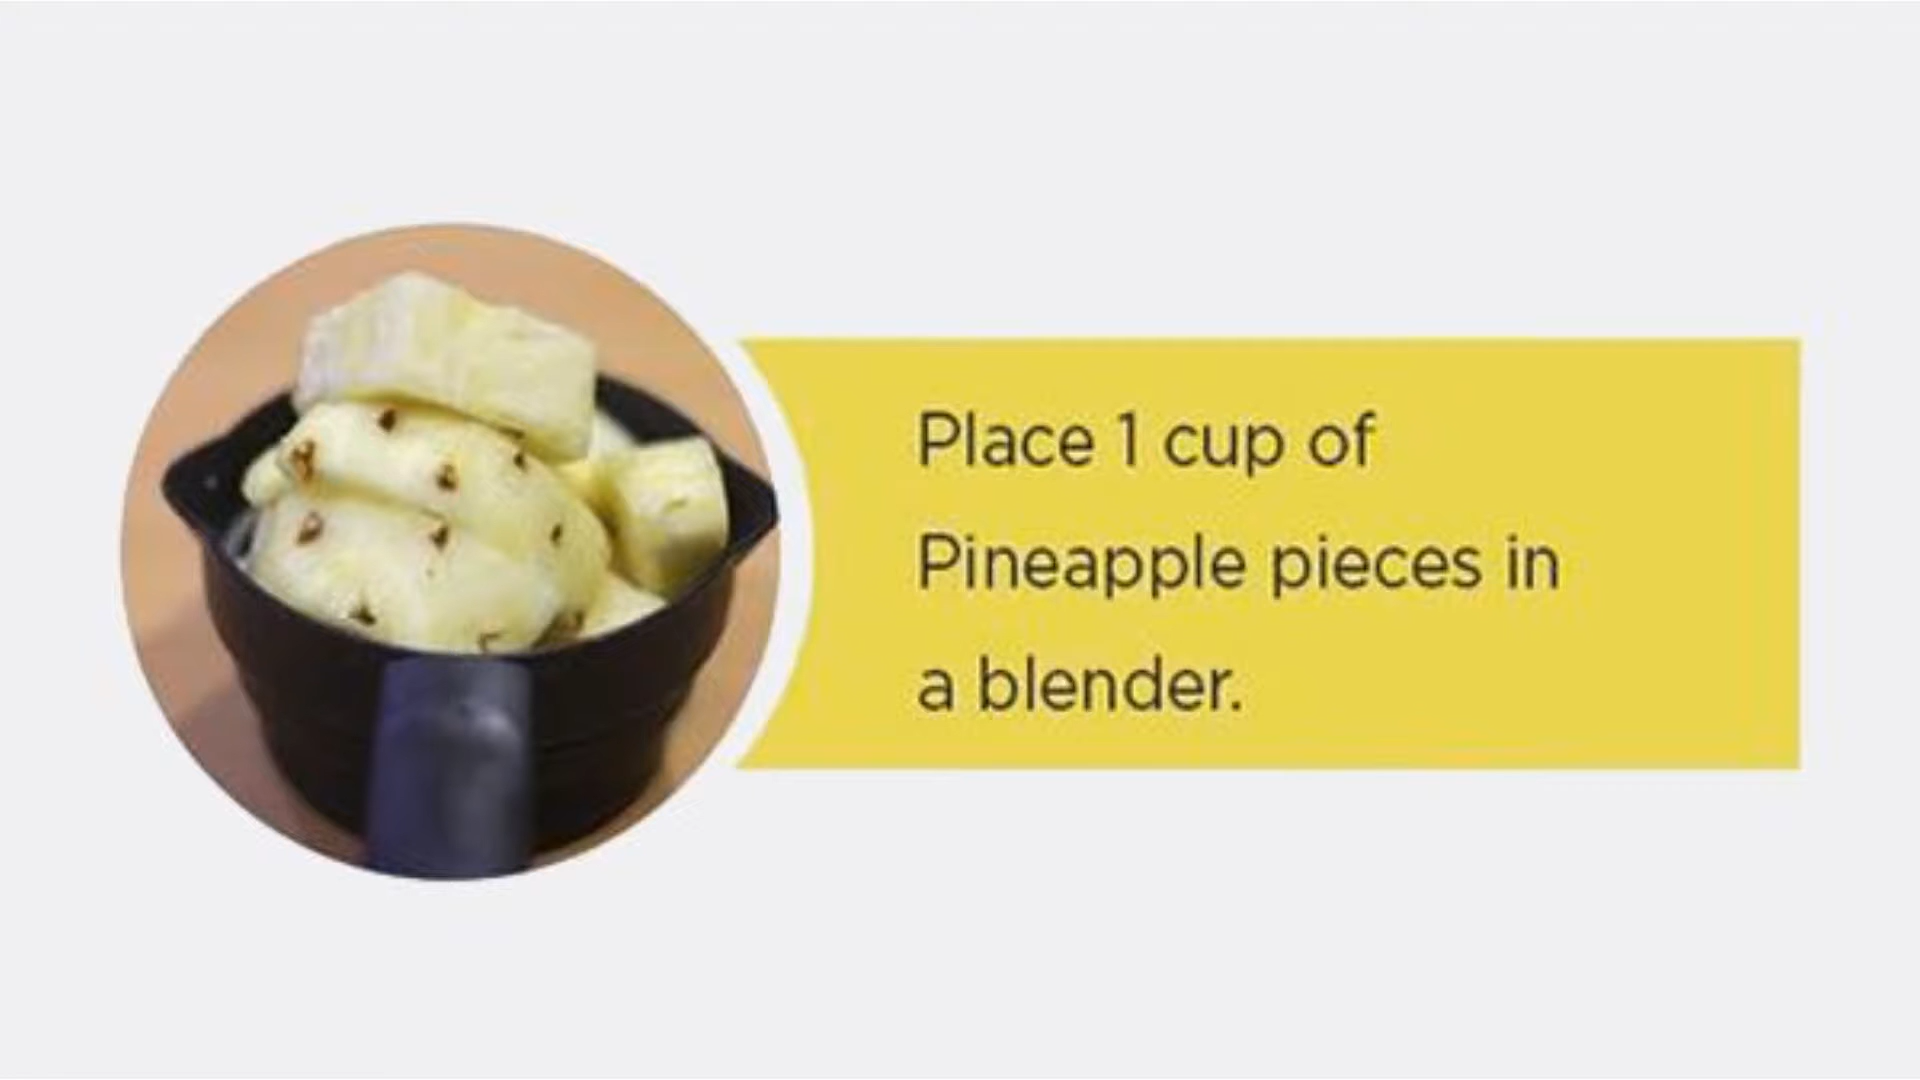 Place 1 cup of
Pineapple pieces in
a blender.